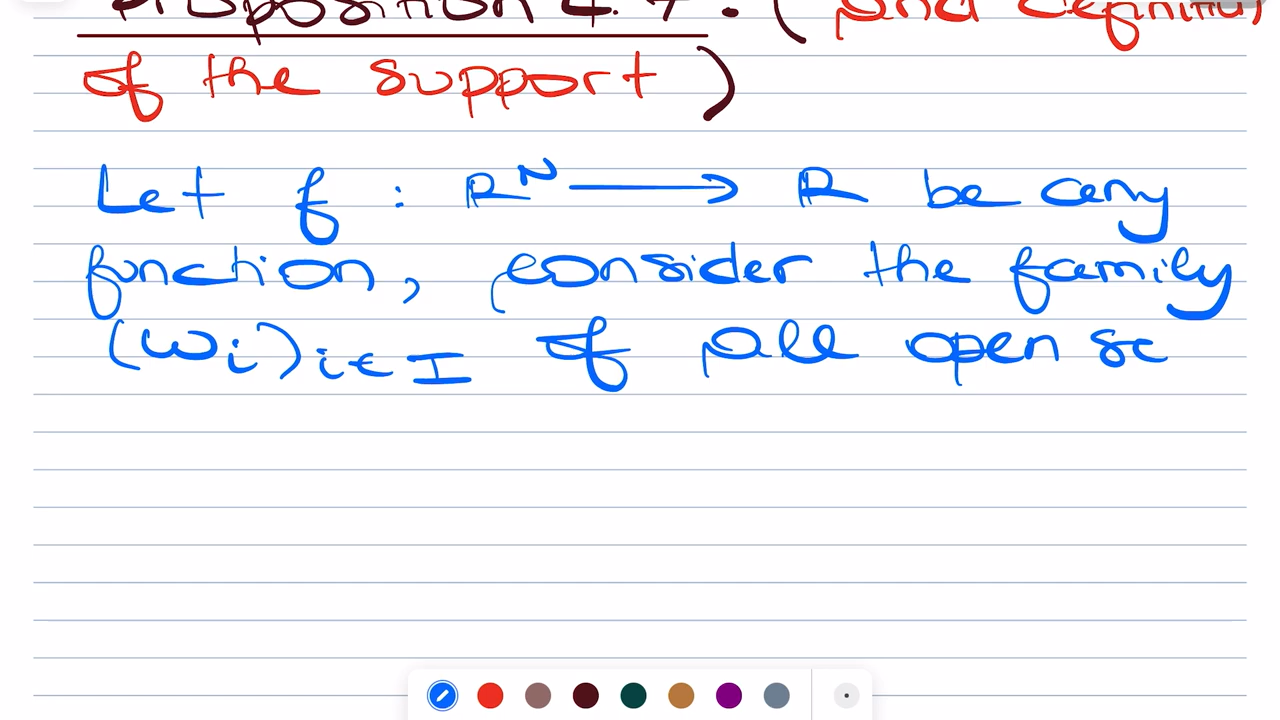 Proposition 4.7. (and definition
of the support)
Let f : R^N → R be any
function, consider the family
(ωi)i∈I of all open se